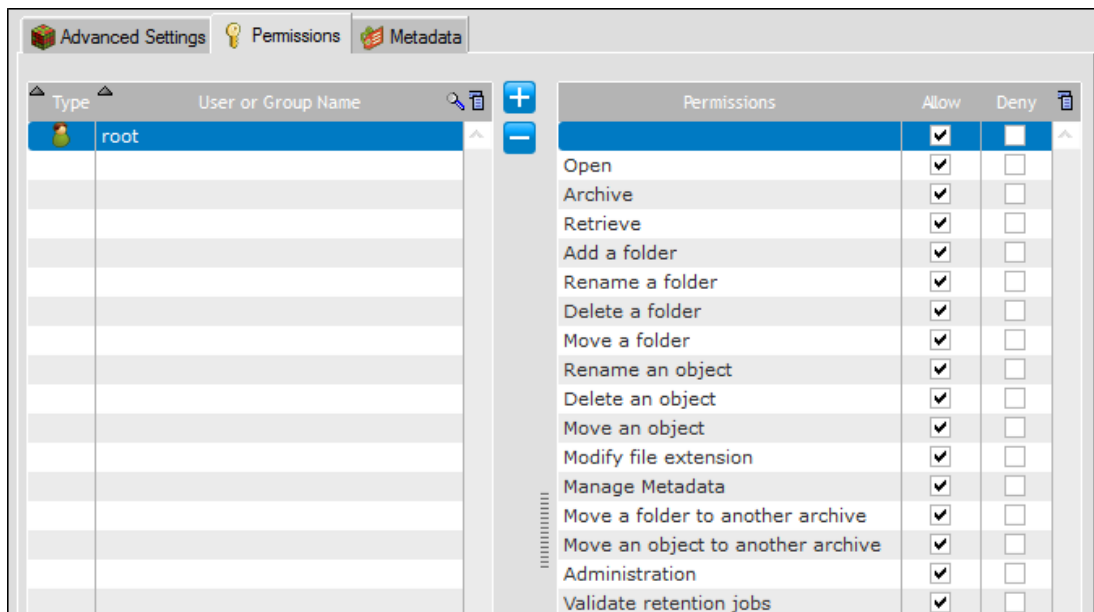 Advanced Settings Permissions Metadata
Type User or Group Name Permissions Allow Deny
root
Open
Archive
Retrieve
Add a folder
Rename a folder
Delete a folder
Move a folder
Rename an object
Delete an object
Move an object
Modify file extension
Manage Metadata
Move a folder to another archive
Move an object to another archive
Administration
Validate retention jobs